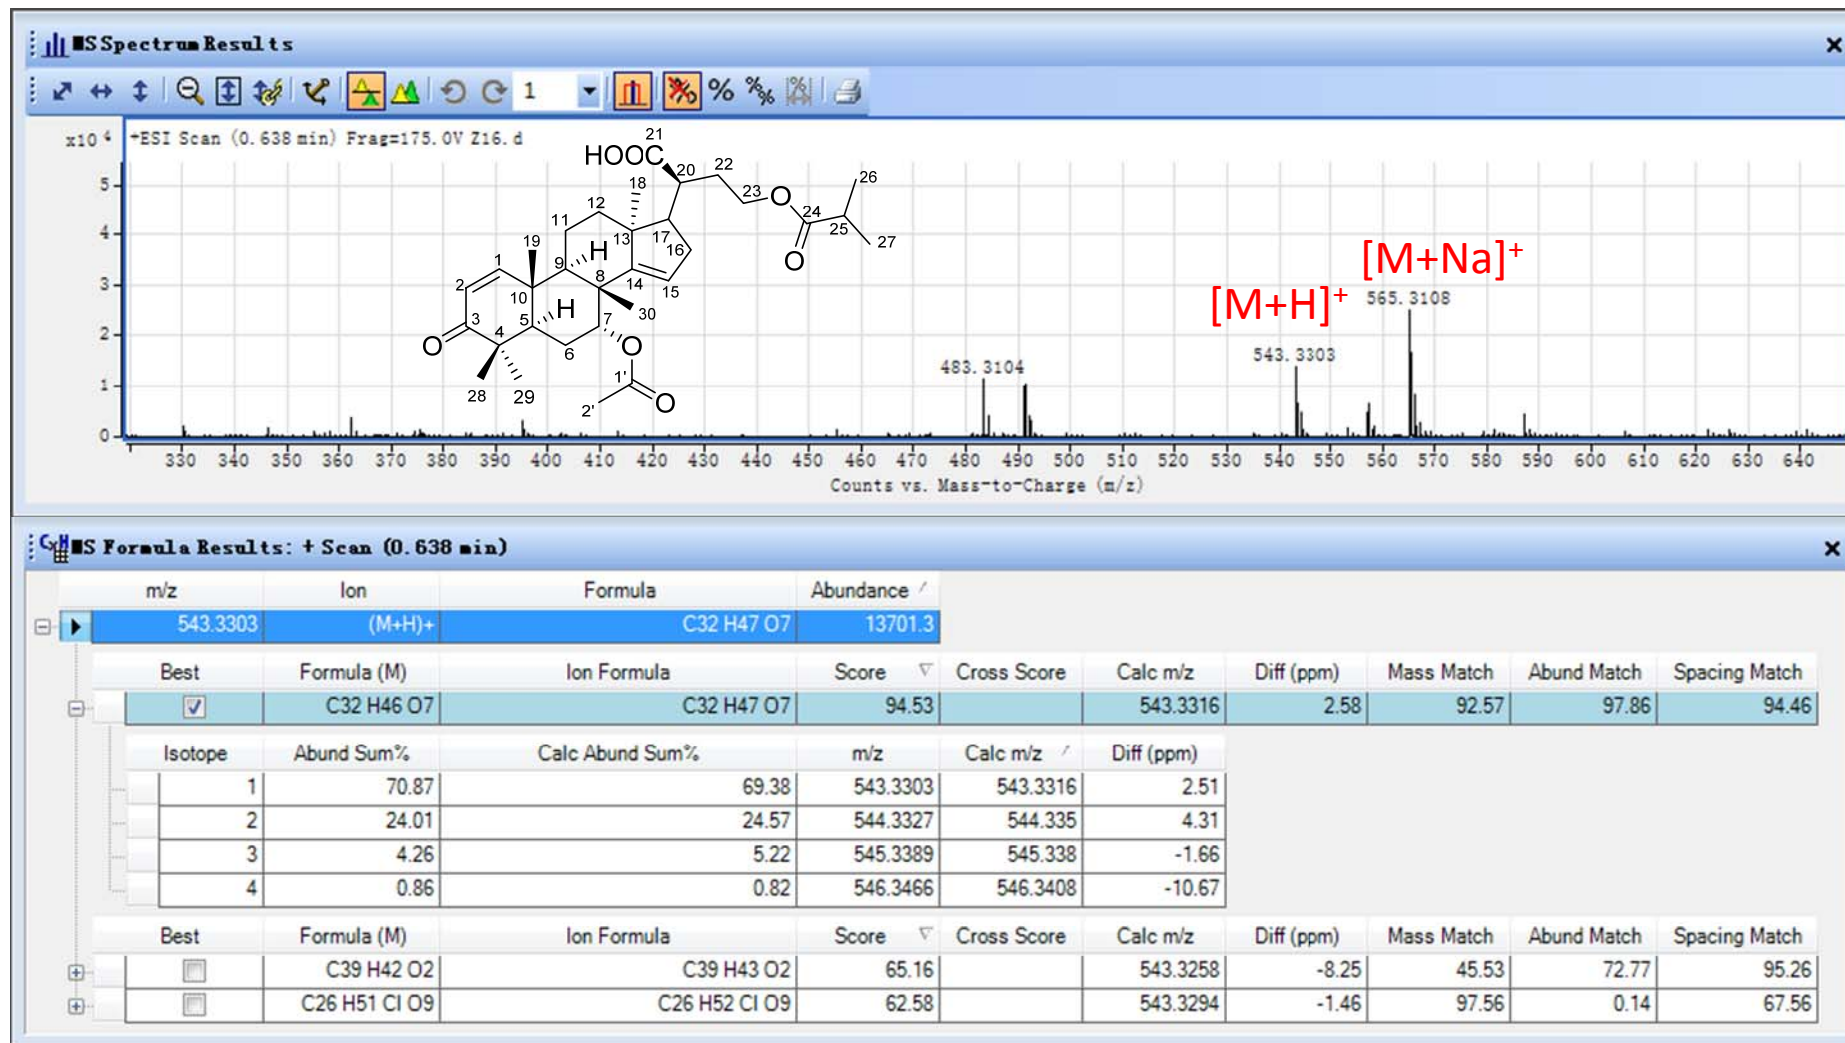 MS Spectrum Results
1
x10 4
+ESI Scan (0.638 min) Frag=175.0V Z16.d
5
4
3
2
1
0
HOOC
21
20
22
23
O
24
O
25
26
27
18
12
11
13
17
16
19
9
H
8
14
15
1
2
10
30
3
O
4
5
H
7
6
O
28
29
1'
2'
O
483.3104
[M+H]+
543.3303
[M+Na]+
565.3108
330 340 350 360 370 380 390 400 410 420 430 440 450 460 470 480 490 500 510 520 530 540 550 560 570 580 590 600 610 620 630 640
Counts vs. Mass-to-Charge (m/z)
MS Formula Results: + Scan (0.638 min)
m/z Ion Formula Abundance
543.3303 (M+H)+ C32 H47 O7 13701.3
Best Formula (M) Ion Formula Score Cross Score Calc m/z Diff (ppm) Mass Match Abund Match Spacing Match
C32 H46 O7 C32 H47 O7 94.53 543.3316 2.58 92.57 97.86 94.46
Isotope Abund Sum% Calc Abund Sum% m/z Calc m/z Diff (ppm)
1 70.87 69.38 543.3303 543.3316 2.51
2 24.01 24.57 544.3327 544.335 4.31
3 4.26 5.22 545.3389 545.338 -1.66
4 0.86 0.82 546.3466 546.3408 -10.67
Best Formula (M) Ion Formula Score Cross Score Calc m/z Diff (ppm) Mass Match Abund Match Spacing Match
C39 H42 O2 C39 H43 O2 65.16 543.3258 -8.25 45.53 72.77 95.26
C26 H51 Cl O9 C26 H52 Cl O9 62.58 543.3294 -1.46 97.56 0.14 67.56